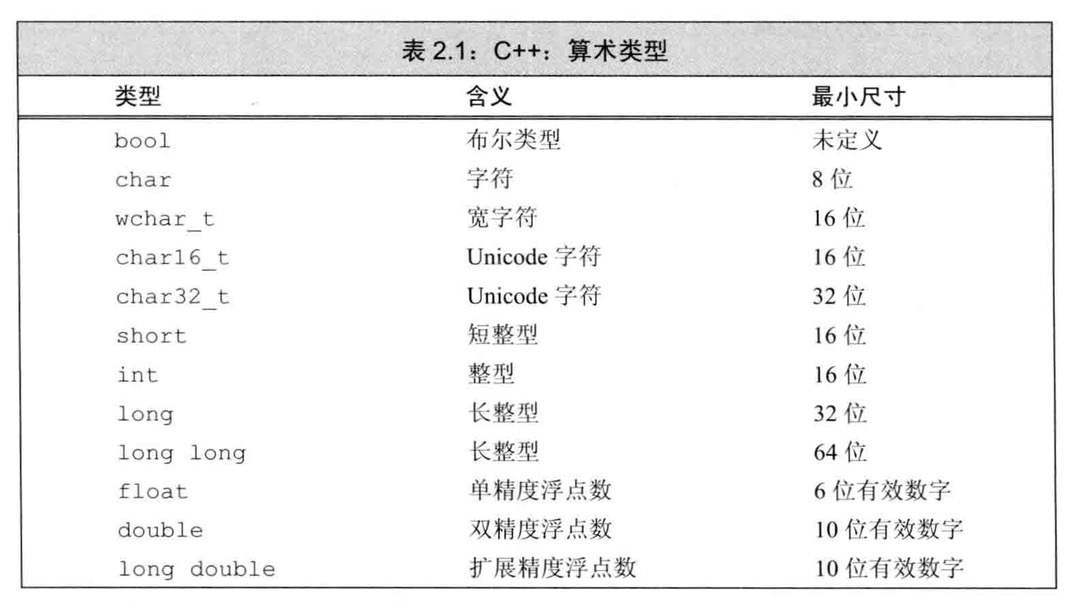 表 2.1：C++：算术类型
类型 含义 最小尺寸
bool 布尔类型 未定义
char 字符 8 位
wchar_t 宽字符 16 位
char16_t Unicode 字符 16 位
char32_t Unicode 字符 32 位
short 短整型 16 位
int 整型 16 位
long 长整型 32 位
long long 长整型 64 位
float 单精度浮点数 6 位有效数字
double 双精度浮点数 10 位有效数字
long double 扩展精度浮点数 10 位有效数字